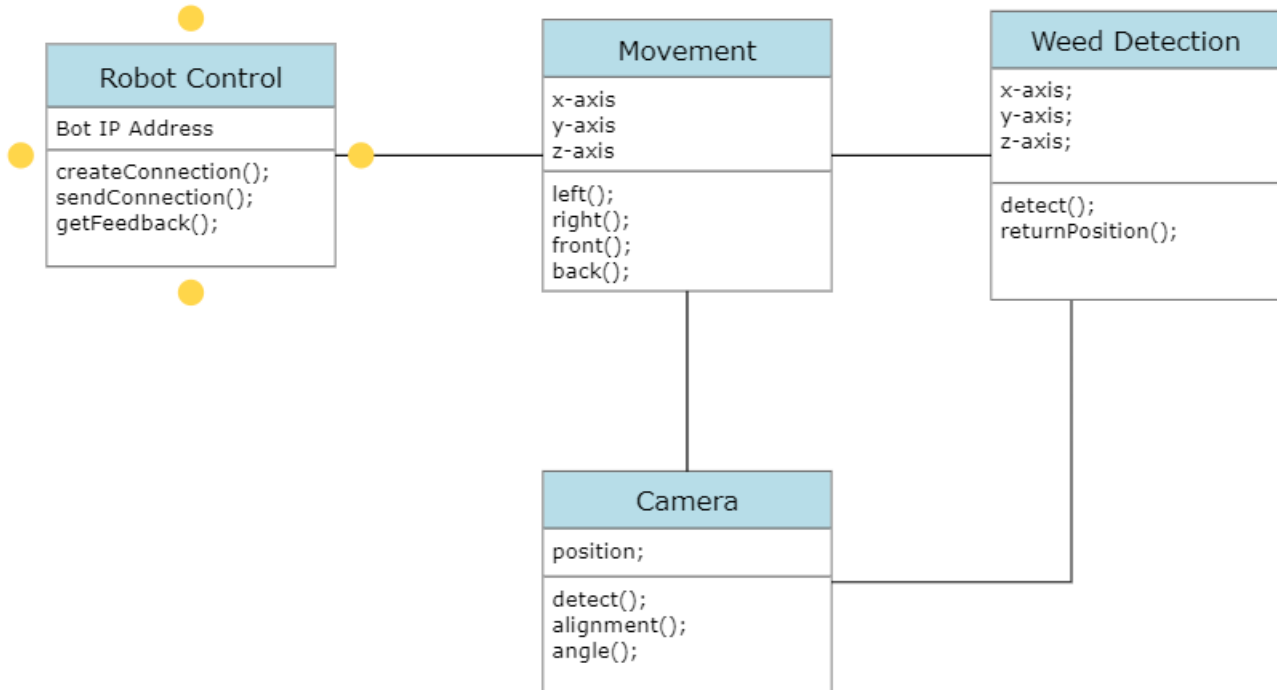 Robot Control
Bot IP Address
createConnection();
sendConnection();
getFeedback();
Movement
x-axis
y-axis
z-axis
left();
right();
front();
back();
Weed Detection
x-axis;
y-axis;
z-axis;
detect();
returnPosition();
Camera
position;
detect();
alignment();
angle();